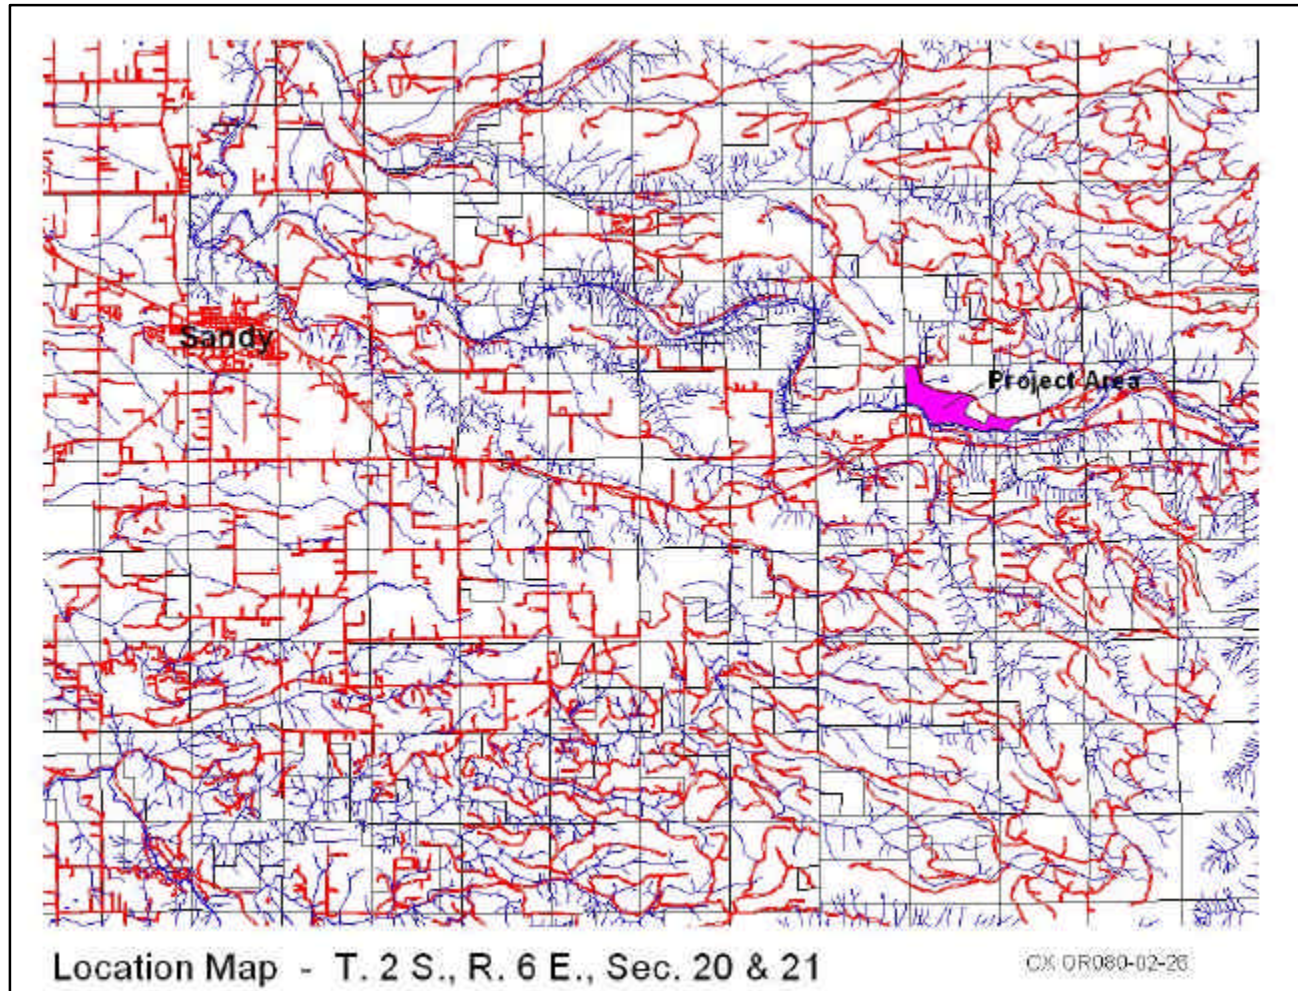 Sandy
Project Area
Location Map - T. 2 S., R. 6 E., Sec. 20 & 21
CX OR080-02-26